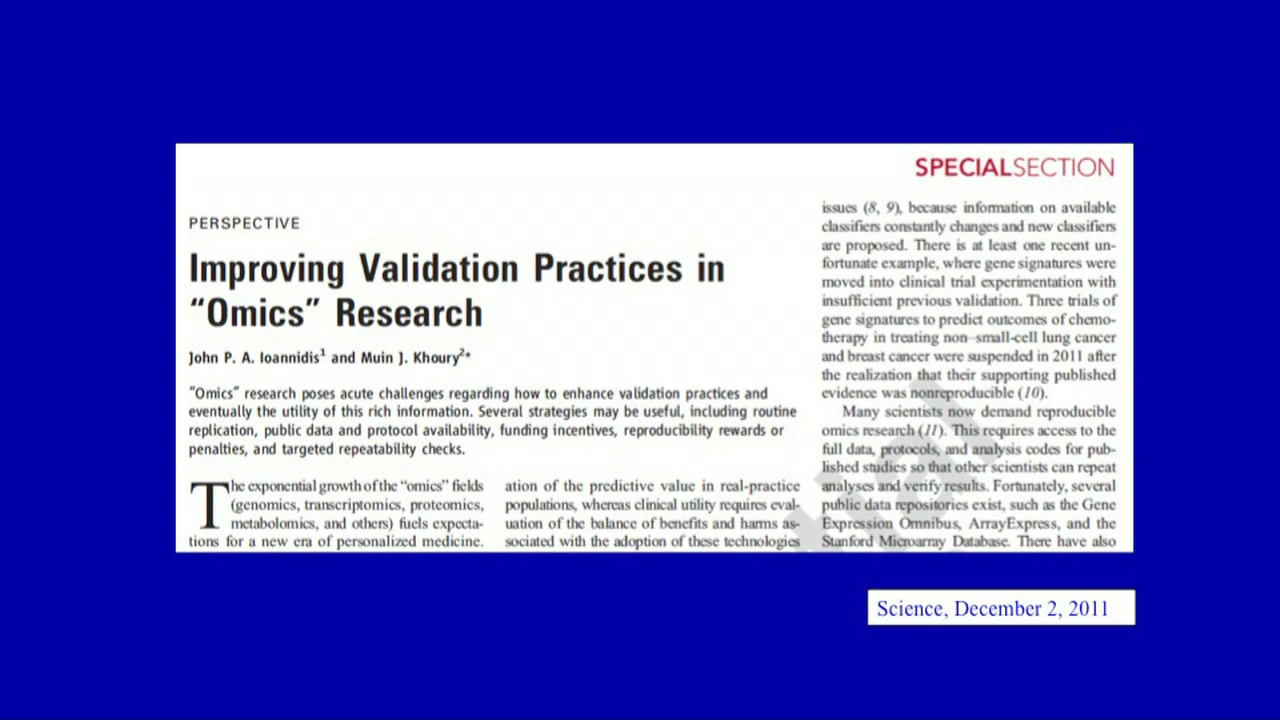 SPECIALSECTION
PERSPECTIVE
Improving Validation Practices in
“Omics” Research
John P. A. Ioannidis1 and Muin J. Khoury2*
“Omics” research poses acute challenges regarding how to enhance validation practices and
eventually the utility of this rich information. Several strategies may be useful, including routine
replication, public data and protocol availability, funding incentives, reproducibility rewards or
penalties, and targeted repeatability checks.
The exponential growth of the “omics” fields
(genomics, transcriptomics, proteomics,
metabolomics, and others) fuels expecta-
tions for a new era of personalized medicine.
ation of the predictive value in real-practice
populations, whereas clinical utility requires eval-
uation of the balance of benefits and harms as-
sociated with the adoption of these technologies
issues (8, 9), because information on available
classifiers constantly changes and new classifiers
are proposed. There is at least one recent un-
fortunate example, where gene signatures were
moved into clinical trial experimentation with
insufficient previous validation. Three trials of
gene signatures to predict outcomes of chemo-
therapy in treating non–small-cell lung cancer
and breast cancer were suspended in 2011 after
the realization that their supporting published
evidence was nonreproducible (10).
Many scientists now demand reproducible
omics research (11). This requires access to the
full data, protocols, and analysis codes for pub-
lished studies so that other scientists can repeat
analyses and verify results. Fortunately, several
public data repositories exist, such as the Gene
Expression Omnibus, ArrayExpress, and the
Stanford Microarray Database. There have also
Science, December 2, 2011